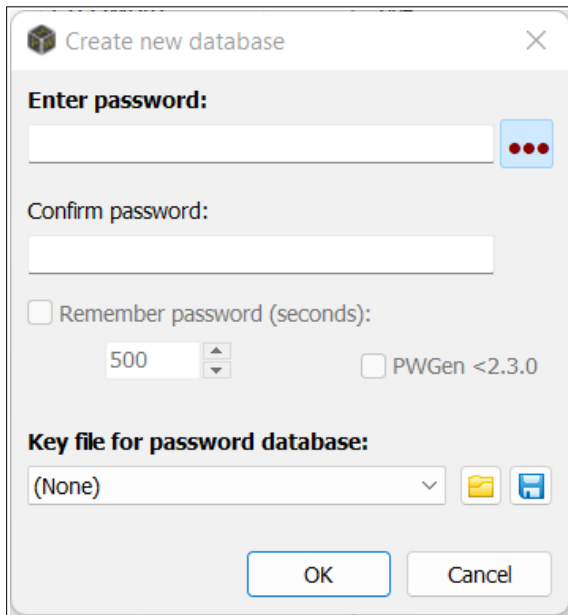 Create new database
Enter password:
Confirm password:
Remember password (seconds):
500
PWGen <2.3.0
Key file for password database:
(None)
OK
Cancel